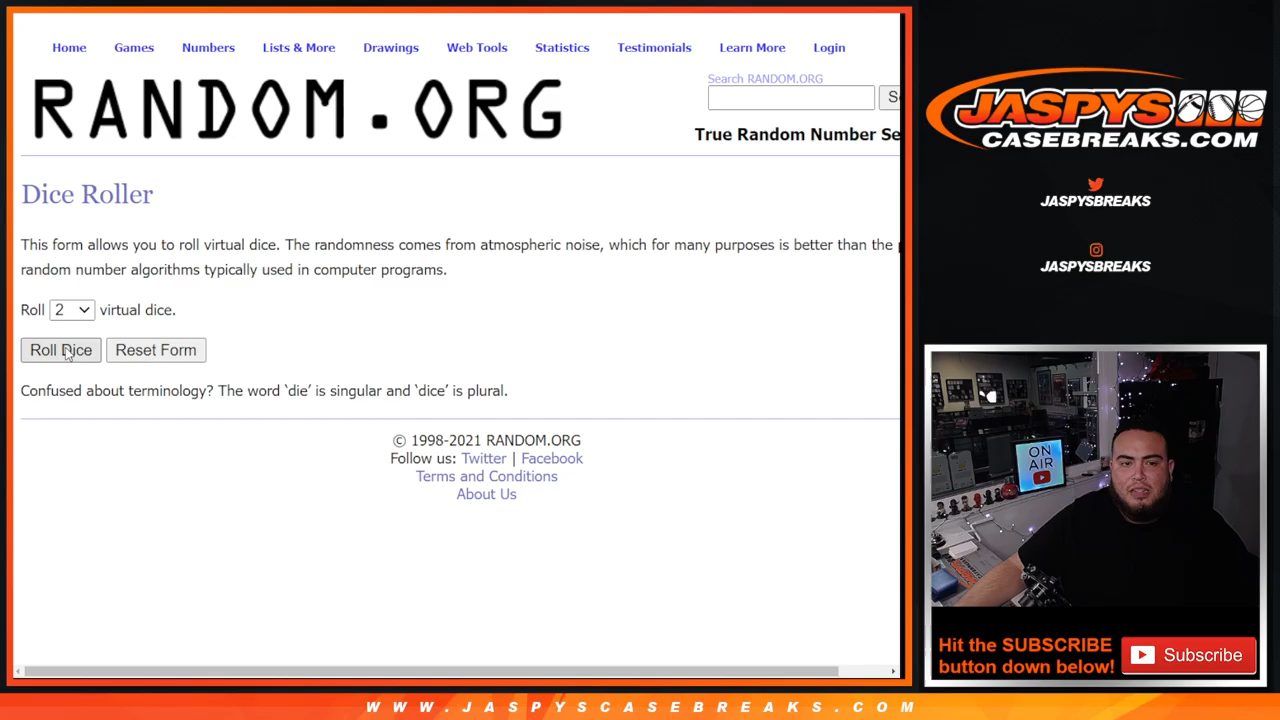 Home Games Numbers Lists & More Drawings Web Tools Statistics Testimonials Learn More Login
RANDOM.ORG
Search RANDOM.ORG
True Random Number Se
Dice Roller
This form allows you to roll virtual dice. The randomness comes from atmospheric noise, which for many purposes is better than the
random number algorithms typically used in computer programs.
Roll 2 virtual dice.
Roll Dice Reset Form
Confused about terminology? The word ‘die’ is singular and ‘dice’ is plural.
© 1998-2021 RANDOM.ORG
Follow us: Twitter | Facebook
Terms and Conditions
About Us
JASPYS
CASEBREAKS.COM
JASPYSBREAKS
JASPYSBREAKS
ON
AIR
Hit the SUBSCRIBE
button down below!
Subscribe
WWW.JASPYSCASEBREAKS.COM